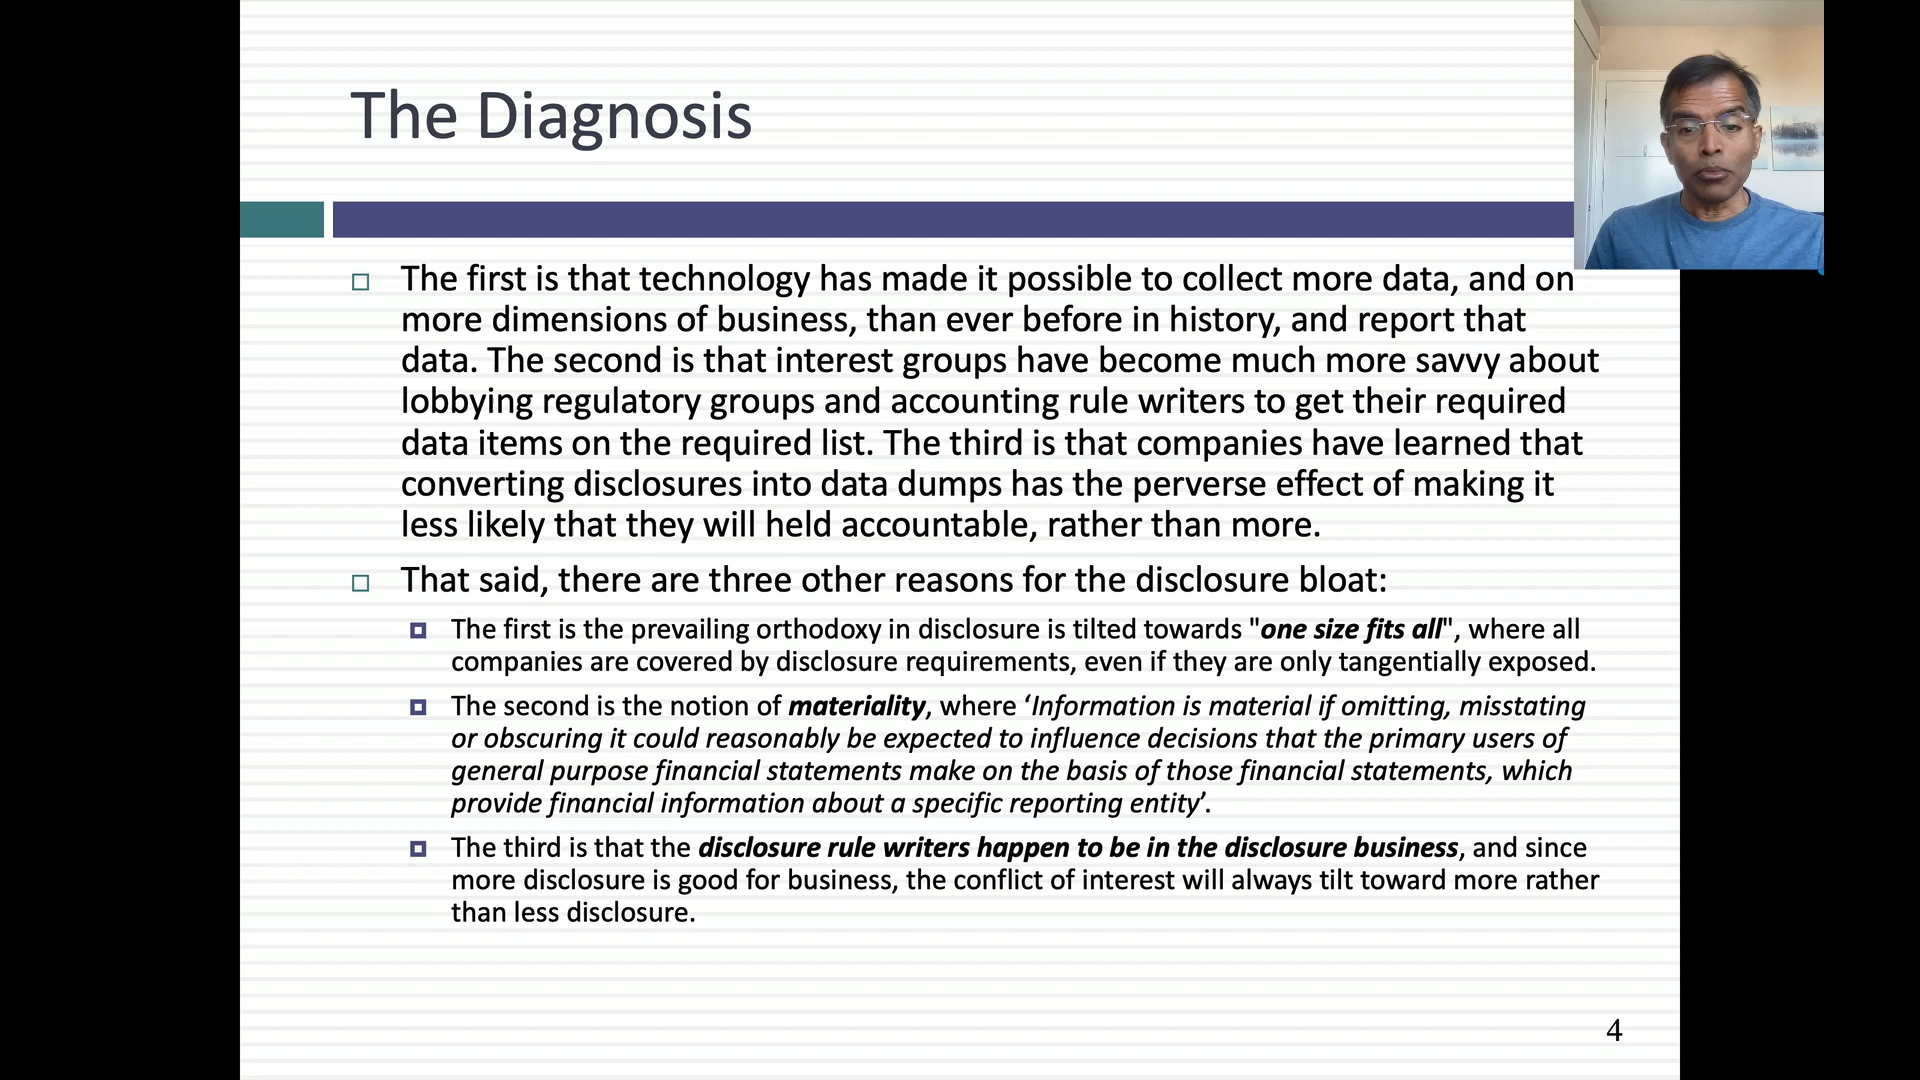 The Diagnosis
The first is that technology has made it possible to collect more data, and on
more dimensions of business, than ever before in history, and report that
data. The second is that interest groups have become much more savvy about
lobbying regulatory groups and accounting rule writers to get their required
data items on the required list. The third is that companies have learned that
converting disclosures into data dumps has the perverse effect of making it
less likely that they will held accountable, rather than more.
That said, there are three other reasons for the disclosure bloat:
The first is the prevailing orthodoxy in disclosure is tilted towards "one size fits all", where all
companies are covered by disclosure requirements, even if they are only tangentially exposed.
The second is the notion of materiality, where ‘Information is material if omitting, misstating
or obscuring it could reasonably be expected to influence decisions that the primary users of
general purpose financial statements make on the basis of those financial statements, which
provide financial information about a specific reporting entity’.
The third is that the disclosure rule writers happen to be in the disclosure business, and since
more disclosure is good for business, the conflict of interest will always tilt toward more rather
than less disclosure.
4